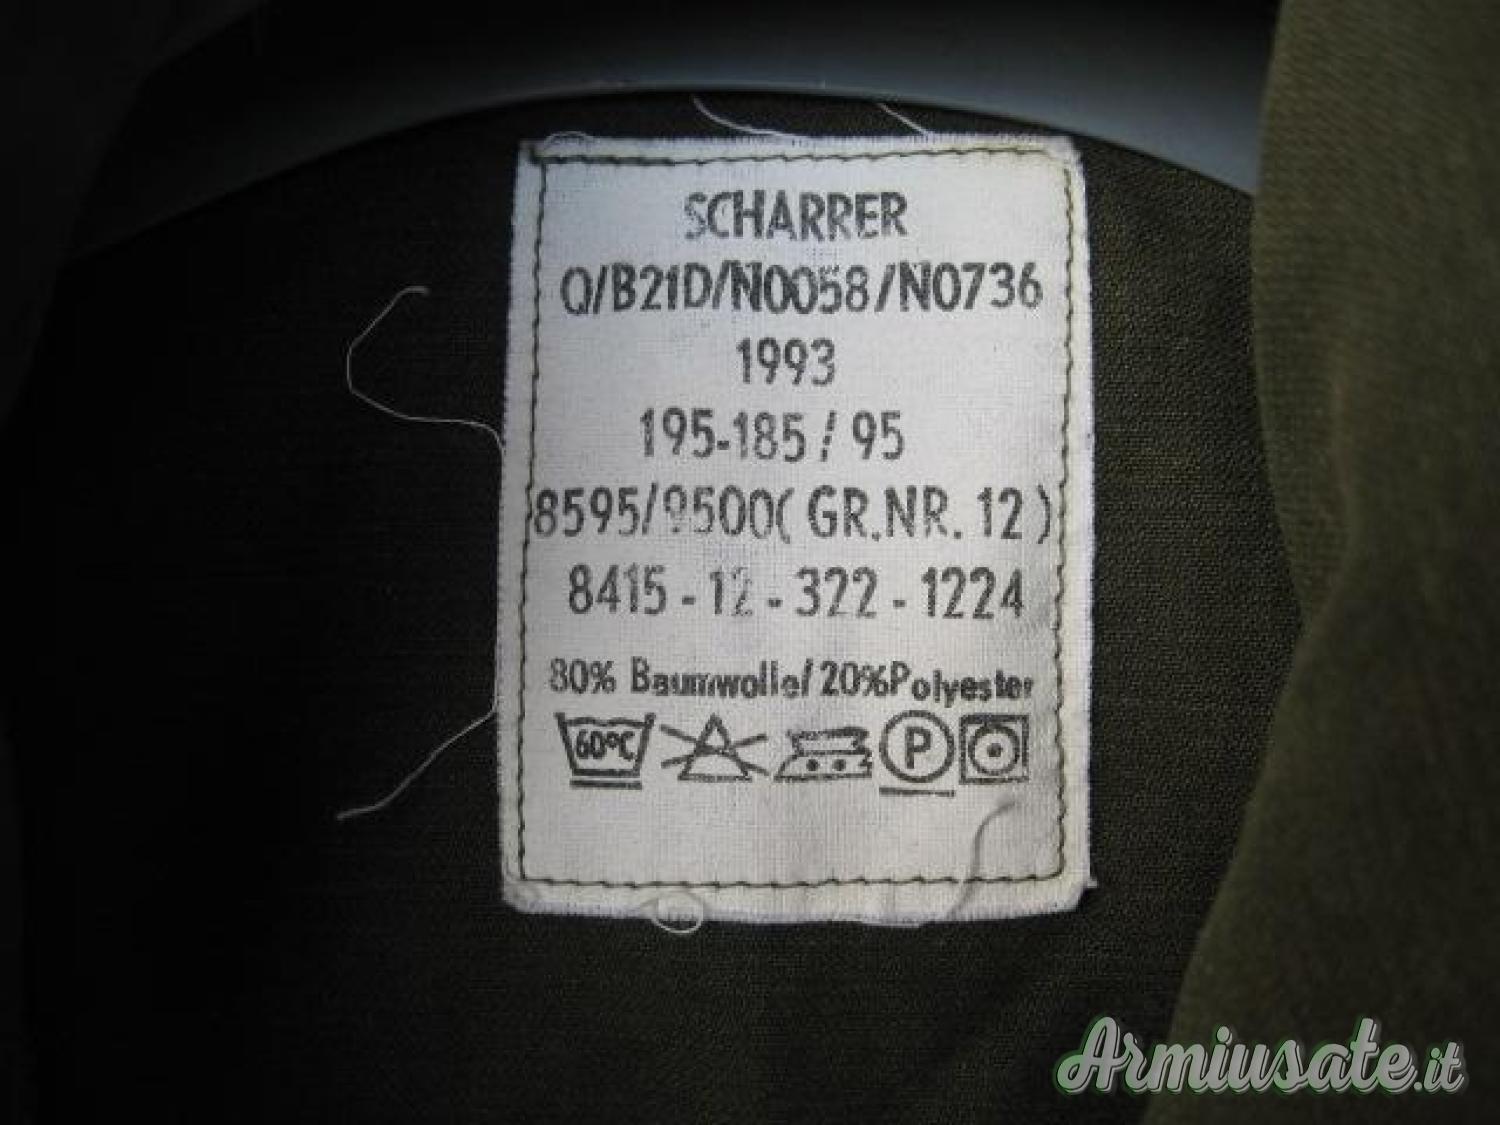 SCHARRER
Q/B21D/N0058/N0736
1993
195-185 / 95
8595/9500( GR.NR. 12 )
8415 - 12 - 322 - 1224
80% Baumwolle/ 20%Polyester
60°C P
Armiusate.it